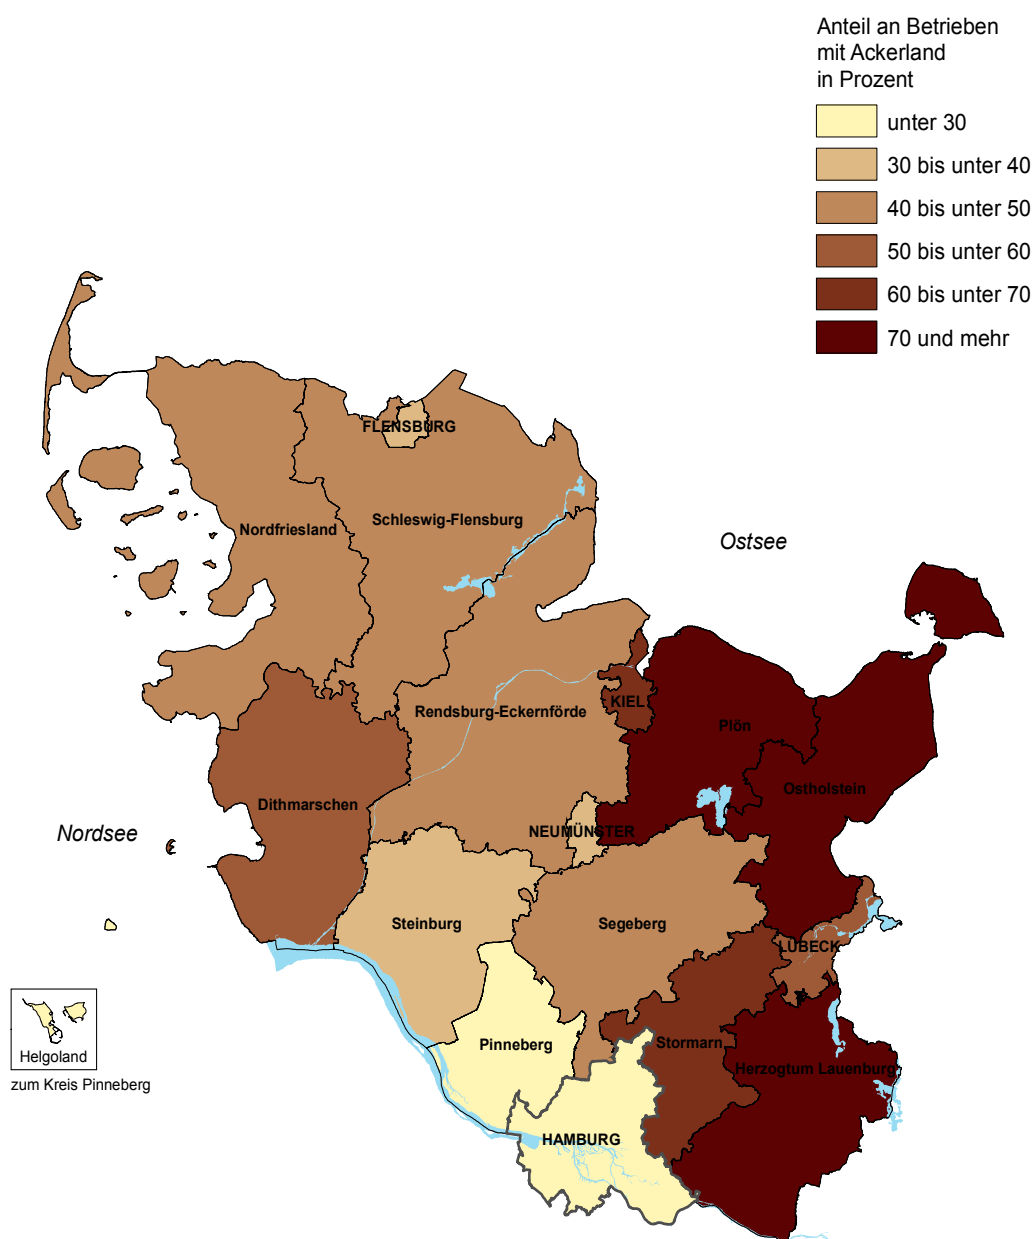 Anteil an Betrieben
mit Ackerland
in Prozent
unter 30
30 bis unter 40
40 bis unter 50
50 bis unter 60
60 bis unter 70
70 und mehr
FLENSBURG
Schleswig-Flensburg
Nordfriesland
Ostsee
KIEL
Rendsburg-Eckernförde
Plön
Ostholstein
Dithmarschen
NEUMÜNSTER
Nordsee
Steinburg
Segeberg
LÜBECK
Pinneberg
Stormarn
Helgoland
Herzogtum Lauenburg
zum Kreis Pinneberg
HAMBURG